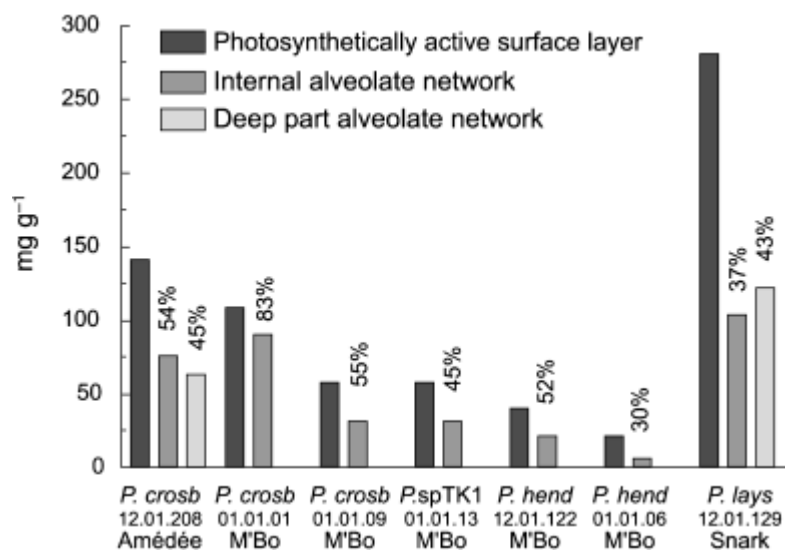 300
250
200
150
100
50
0
mg g⁻¹
Photosynthetically active surface layer
Internal alveolate network
Deep part alveolate network
54%
45%
83%
55%
45%
52%
30%
37%
43%
P. crosb P. crosb P. crosb P.spTK1 P. hend P. hend P. lays
12.01.208 01.01.01 01.01.09 01.01.13 12.01.122 01.01.06 12.01.129
Amédée M'Bo M'Bo M'Bo M'Bo M'Bo Snark